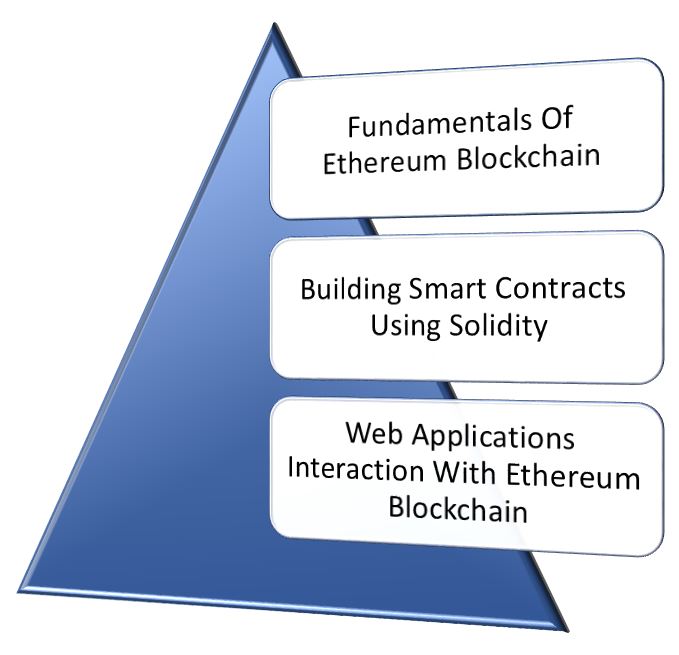 Fundamentals Of
Ethereum Blockchain
Building Smart Contracts
Using Solidity
Web Applications
Interaction With Ethereum
Blockchain